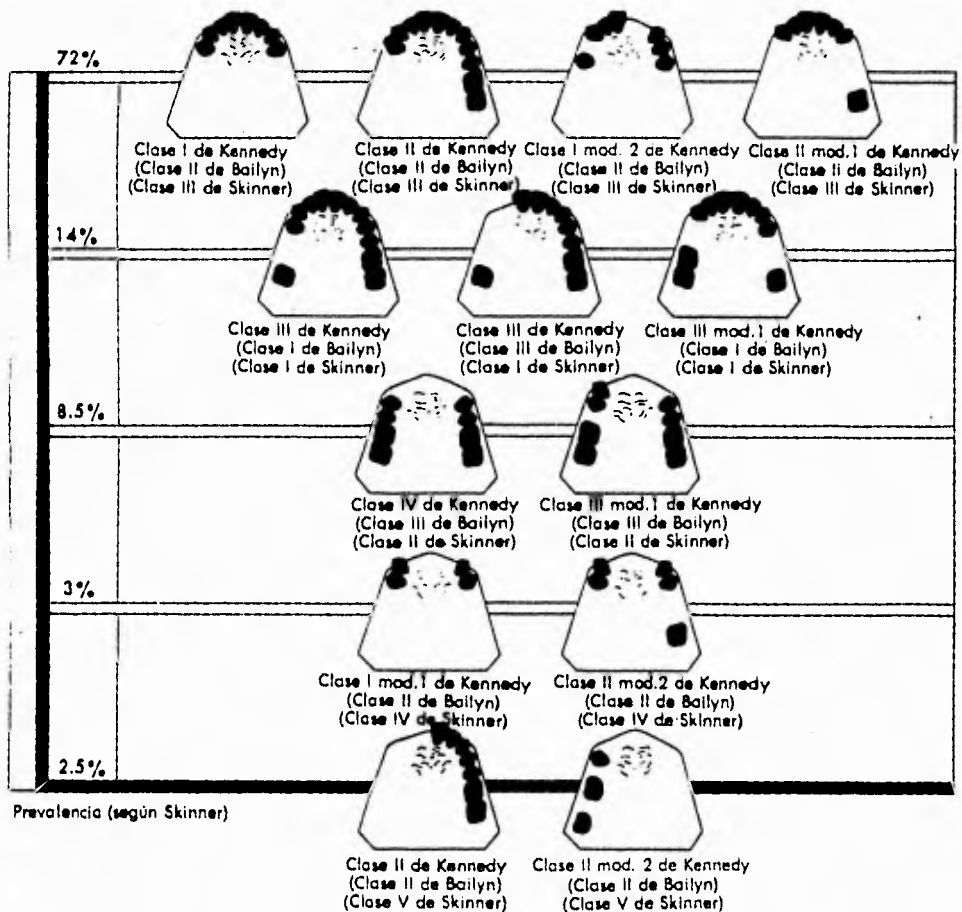 72%
Clase I de Kennedy
(Clase II de Bailyn)
(Clase III de Skinner)
Clase II de Kennedy
(Clase II de Bailyn)
(Clase III de Skinner)
Clase I mod. 2 de Kennedy
(Clase II de Bailyn)
(Clase III de Skinner)
Clase II mod.1 de Kennedy
(Clase II de Bailyn)
(Clase III de Skinner)
14%
Clase III de Kennedy
(Clase I de Bailyn)
(Clase I de Skinner)
Clase III de Kennedy
(Clase III de Bailyn)
(Clase I de Skinner)
Clase III mod.1 de Kennedy
(Clase I de Bailyn)
(Clase I de Skinner)
8.5%
Clase IV de Kennedy
(Clase III de Bailyn)
(Clase II de Skinner)
Clase III mod.1 de Kennedy
(Clase III de Bailyn)
(Clase II de Skinner)
3%
Clase I mod.1 de Kennedy
(Clase II de Bailyn)
(Clase IV de Skinner)
Clase II mod.2 de Kennedy
(Clase II de Bailyn)
(Clase IV de Skinner)
2.5%
Prevalencia (según Skinner)
Clase II de Kennedy
(Clase II de Bailyn)
(Clase V de Skinner)
Clase II mod. 2 de Kennedy
(Clase II de Bailyn)
(Clase V de Skinner)